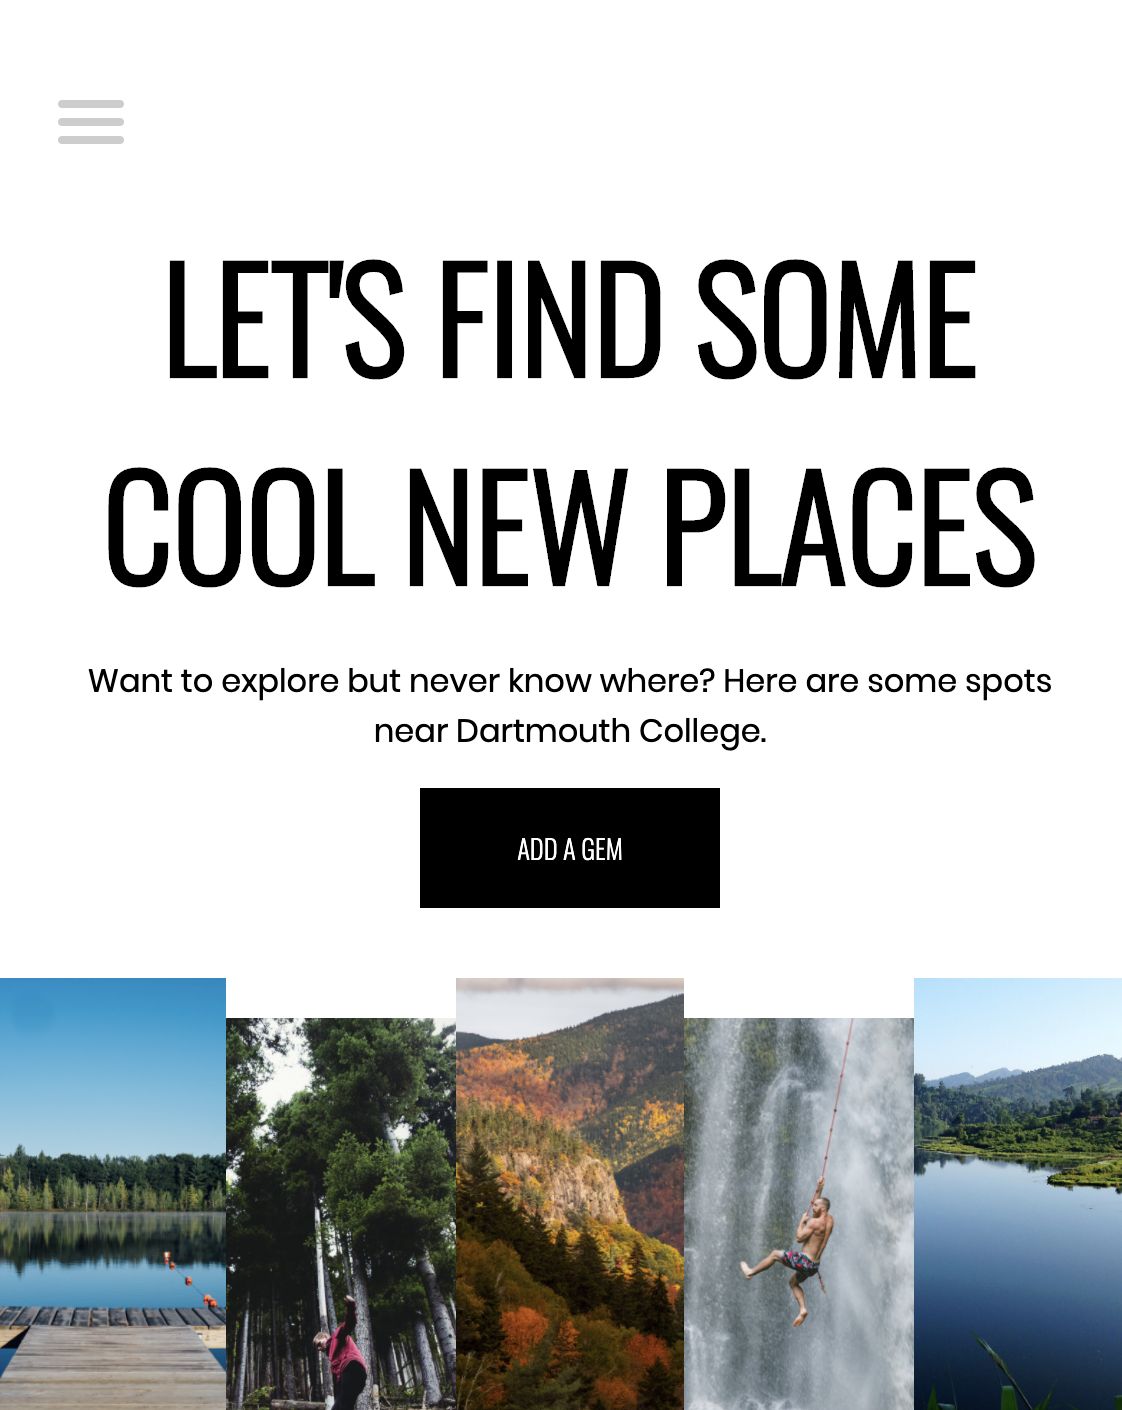 LET'S FIND SOME
COOL NEW PLACES
Want to explore but never know where? Here are some spots
near Dartmouth College.
ADD A GEM